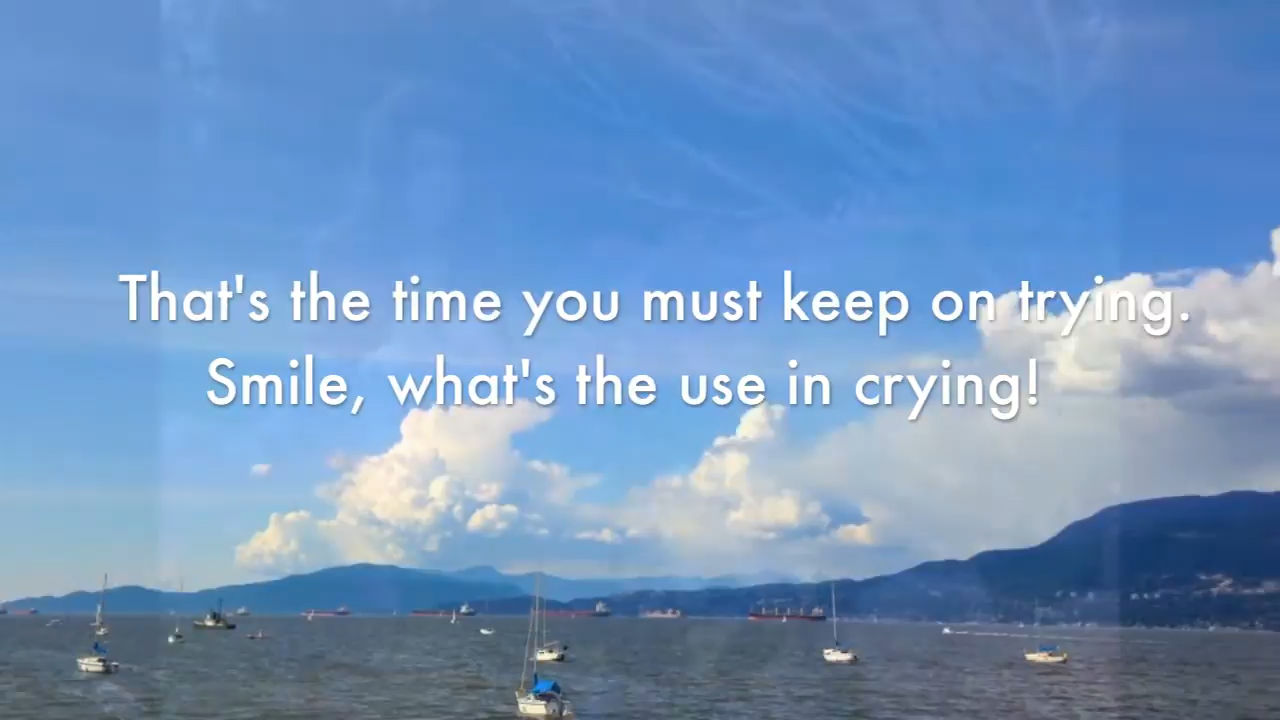 That's the time you must keep on trying.
Smile, what's the use in crying!